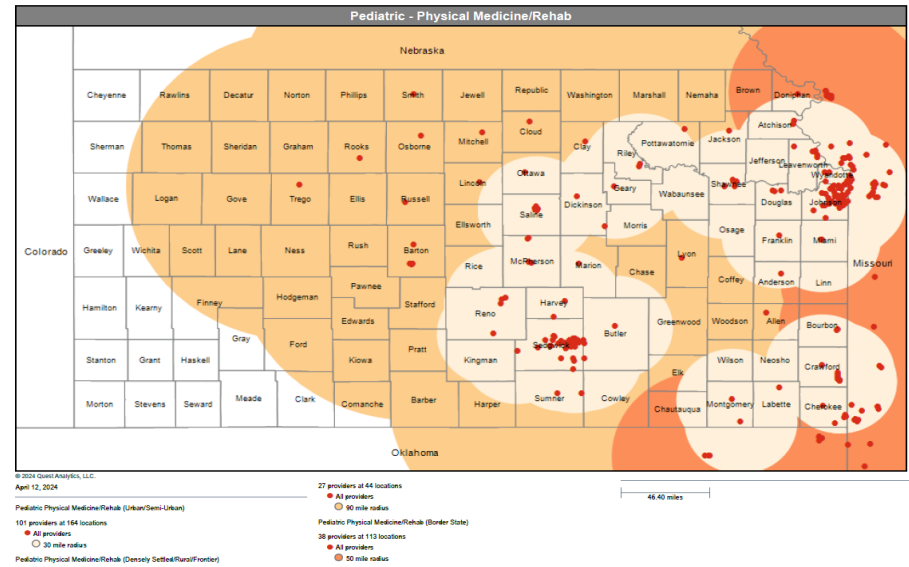 Pediatric - Physical Medicine/Rehab
Nebraska
Cheyenne Rawlins Decatur Norton Phillips Smith Jewell Republic Washington Marshall Nemaha Brown Doniphan
Atchison
Sherman Thomas Sheridan Graham Rooks Osborne Mitchell Cloud Clay Riley Pottawatomie Jackson
Jefferson Leavenworth
Wyandotte
Wallace Logan Gove Trego Ellis Russell Lincoln Ottawa Saline Dickinson Geary Wabaunsee Shawnee Douglas Johnson
Ellsworth Morris Osage
Colorado Greeley Wichita Scott Lane Ness Rush Barton Rice McPherson Marion Chase Lyon Franklin Miami Missouri
Hamilton Kearny Finney Hodgeman Pawnee Stafford Reno Harvey Butler Greenwood Coffey Anderson Linn
Gray Ford Edwards Woodson Allen Bourbon
Stanton Grant Haskell Kiowa Pratt Kingman Sedgwick Elk Wilson Neosho Crawford
Morton Stevens Seward Meade Clark Comanche Barber Harper Sumner Cowley Chautauqua Montgomery Labette Cherokee
Oklahoma
© 2024 Quest Analytics, LLC.
April 12, 2024
Pediatric Physical Medicine/Rehab (Urban/Semi-Urban)
101 providers at 164 locations
All providers
30 mile radius
Pediatric Physical Medicine/Rehab (Densely Settled/Rural/Frontier)
27 providers at 44 locations
All providers
90 mile radius
Pediatric Physical Medicine/Rehab (Border State)
38 providers at 113 locations
All providers
50 mile radius
46.40 miles